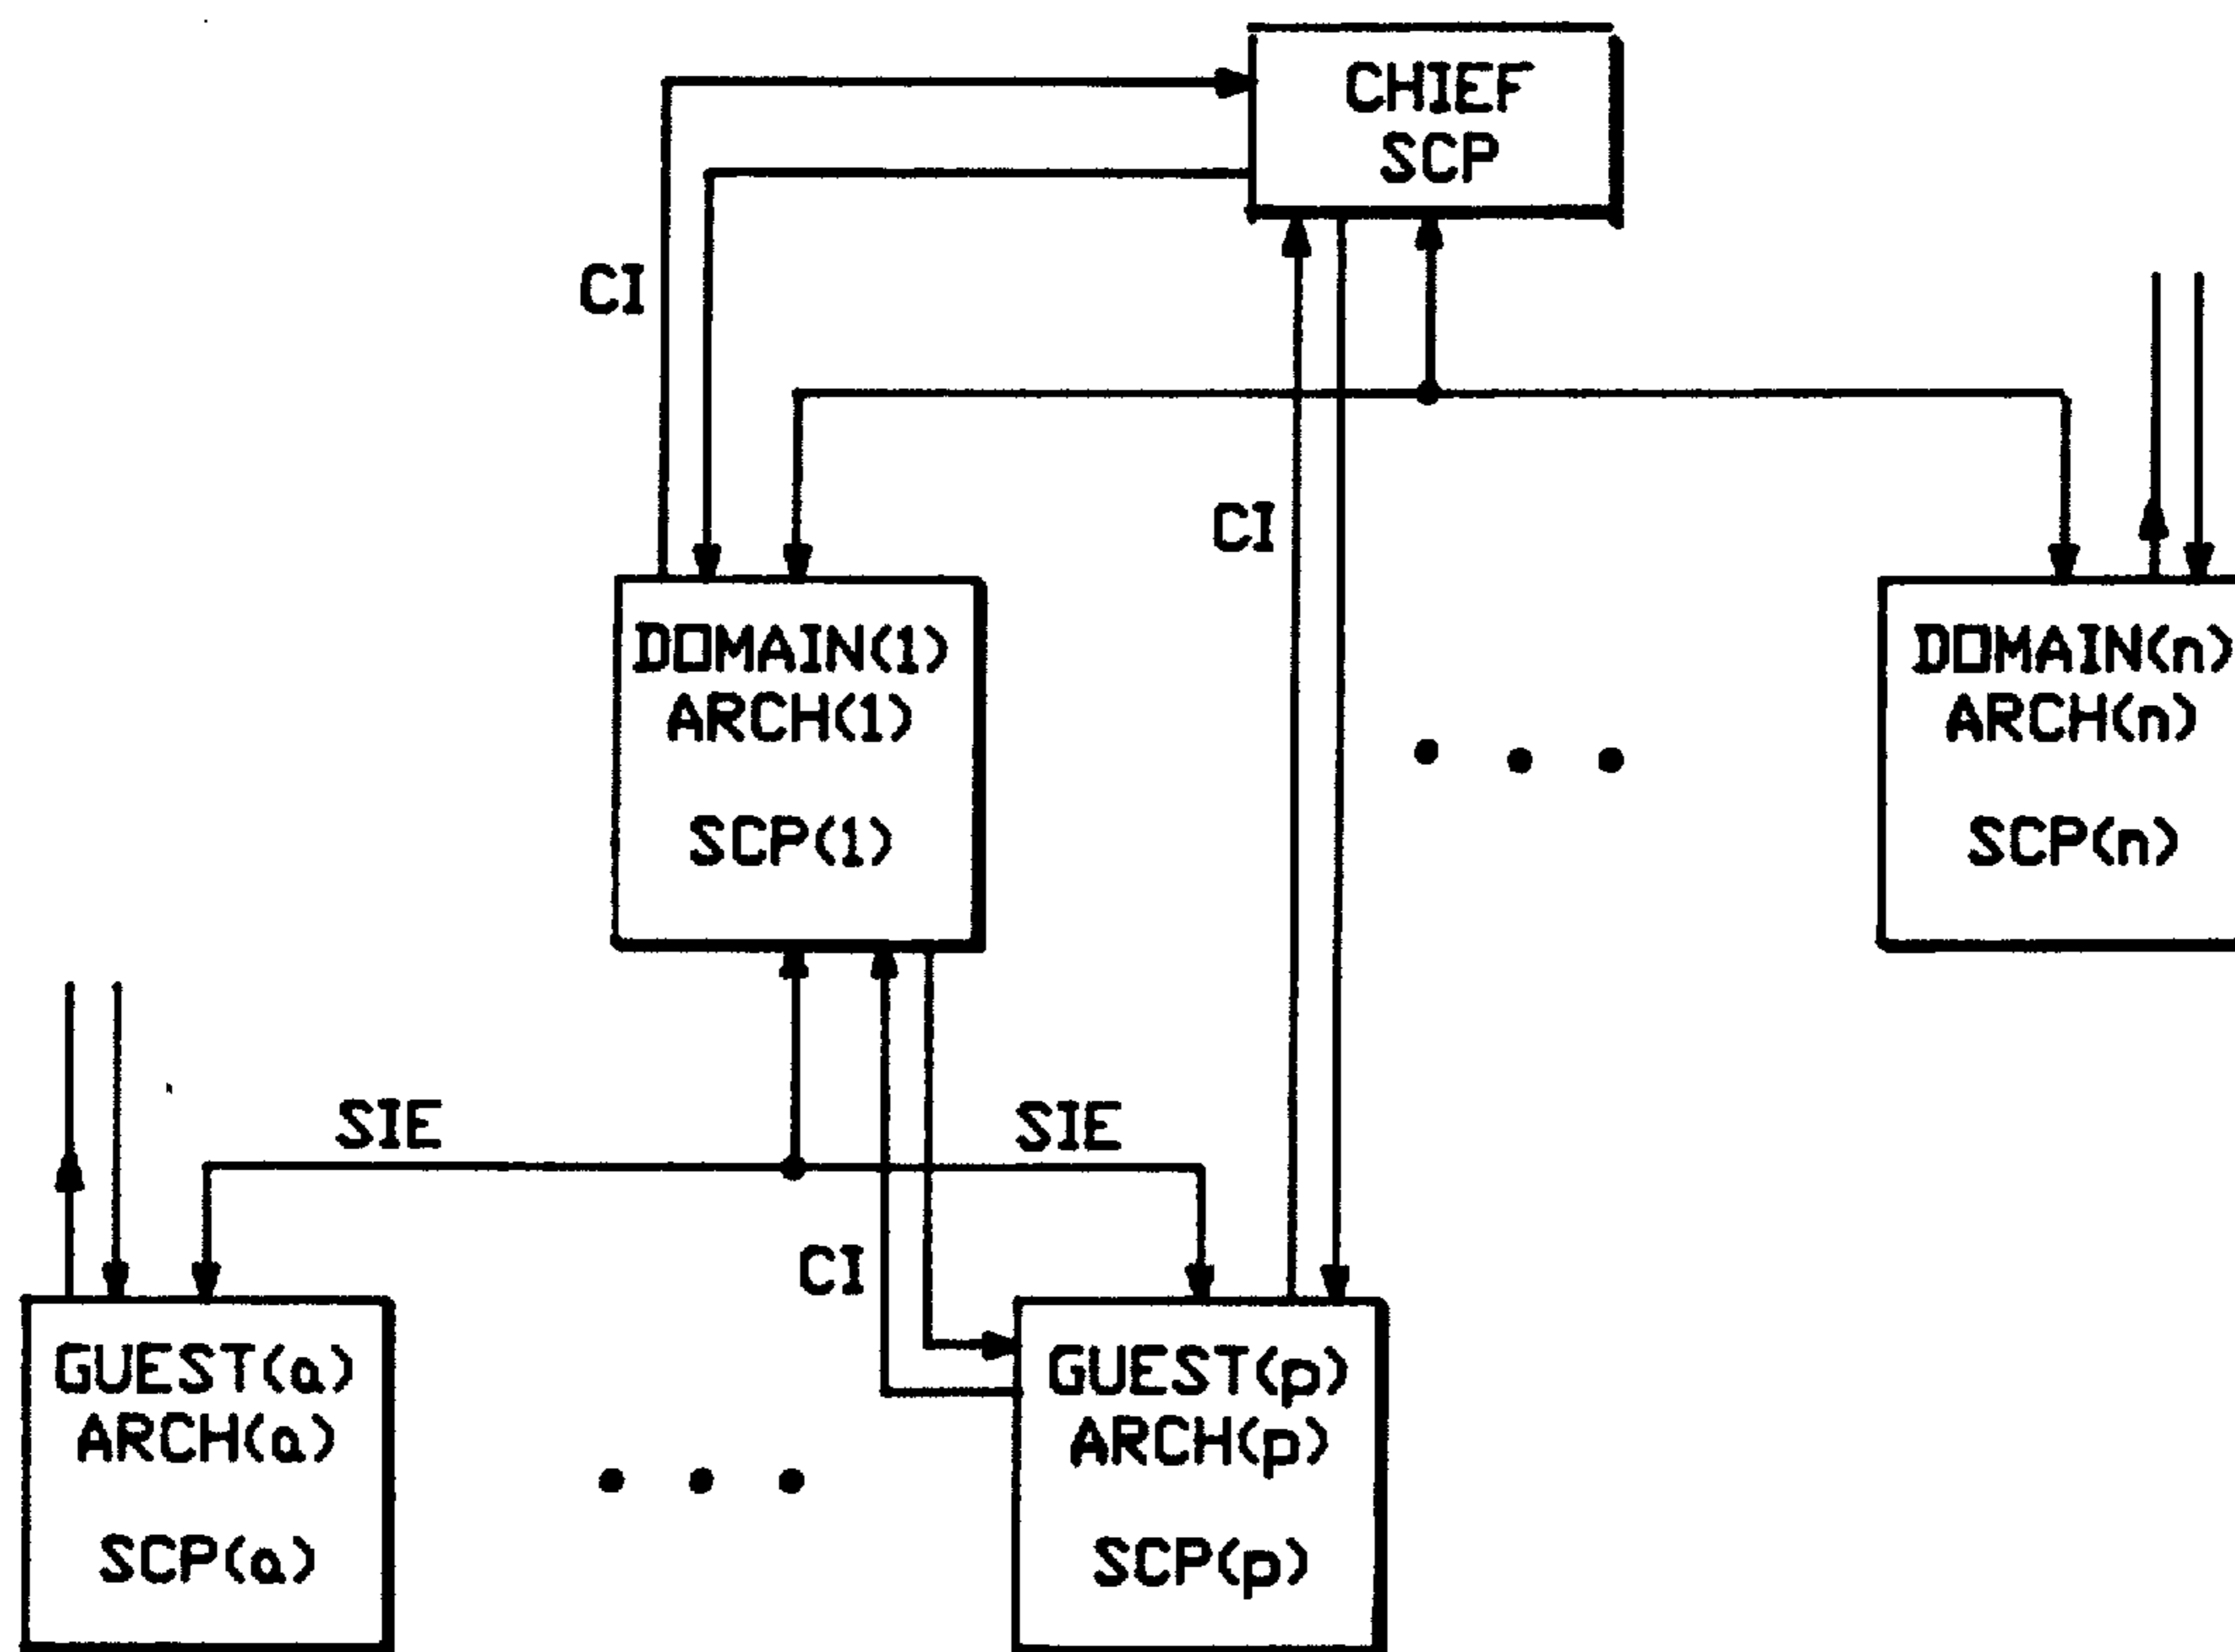 CHIEF
SCP
CI
CI
DOMAIN(1)
ARCH(1)
SCP(1)
DOMAIN(n)
ARCH(n)
SCP(n)
SIE
SIE
CI
GUEST(a)
ARCH(a)
SCP(a)
GUEST(p)
ARCH(p)
SCP(p)